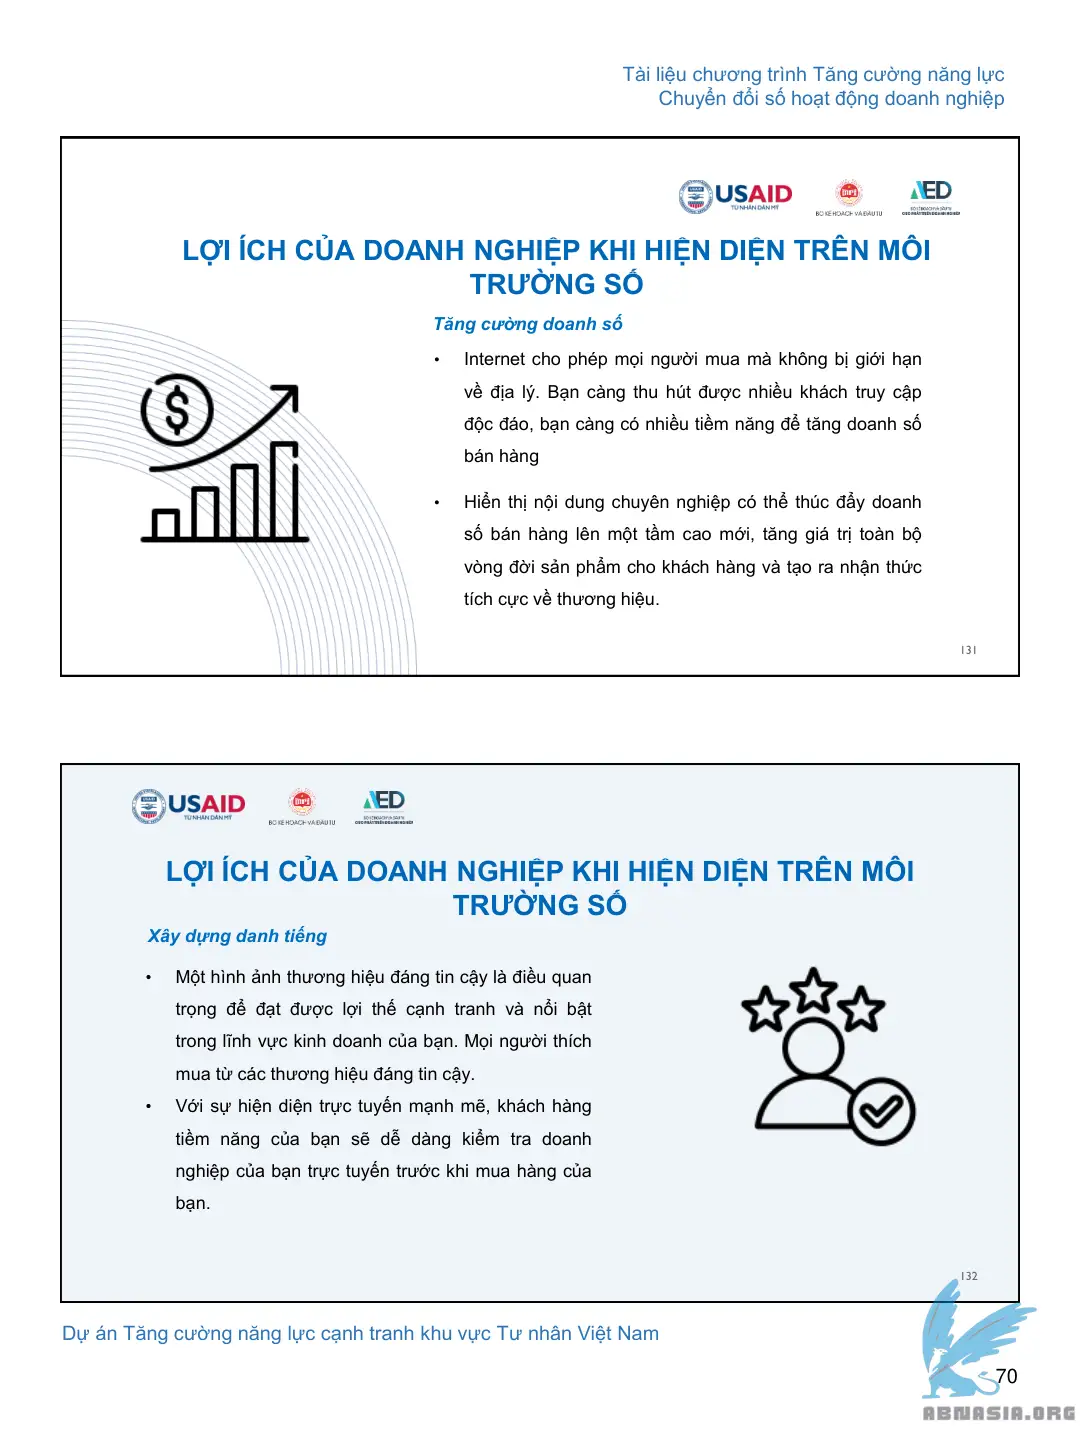 Tài liệu chương trình Tăng cường năng lực
Chuyển đổi số hoạt động doanh nghiệp
USAID
TỪ NHÂN DÂN MỸ
BỘ KẾ HOẠCH VÀ ĐẦU TƯ
AED
LỢI ÍCH CỦA DOANH NGHIỆP KHI HIỆN DIỆN TRÊN MÔI
TRƯỜNG SỐ
Tăng cường doanh số
• Internet cho phép mọi người mua mà không bị giới hạn
về địa lý. Bạn càng thu hút được nhiều khách truy cập
độc đáo, bạn càng có nhiều tiềm năng để tăng doanh số
bán hàng
• Hiển thị nội dung chuyên nghiệp có thể thúc đẩy doanh
số bán hàng lên một tầm cao mới, tăng giá trị toàn bộ
vòng đời sản phẩm cho khách hàng và tạo ra nhận thức
tích cực về thương hiệu.
131
USAID
TỪ NHÂN DÂN MỸ
BỘ KẾ HOẠCH VÀ ĐẦU TƯ
AED
LỢI ÍCH CỦA DOANH NGHIỆP KHI HIỆN DIỆN TRÊN MÔI
TRƯỜNG SỐ
Xây dựng danh tiếng
• Một hình ảnh thương hiệu đáng tin cậy là điều quan
trọng để đạt được lợi thế cạnh tranh và nổi bật
trong lĩnh vực kinh doanh của bạn. Mọi người thích
mua từ các thương hiệu đáng tin cậy.
• Với sự hiện diện trực tuyến mạnh mẽ, khách hàng
tiềm năng của bạn sẽ dễ dàng kiểm tra doanh
nghiệp của bạn trực tuyến trước khi mua hàng của
bạn.
132
Dự án Tăng cường năng lực cạnh tranh khu vực Tư nhân Việt Nam
70
ABNASIA.ORG